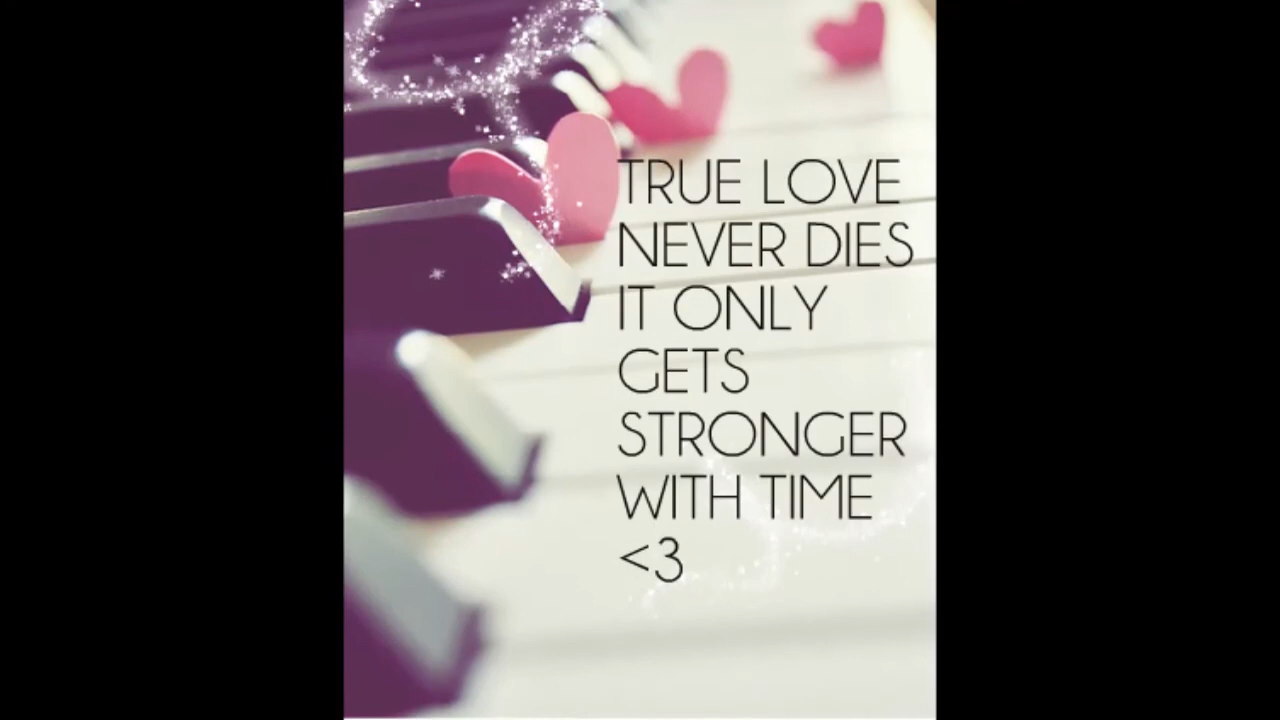 TRUE LOVE
NEVER DIES
IT ONLY
GETS
STRONGER
WITH TIME
<3